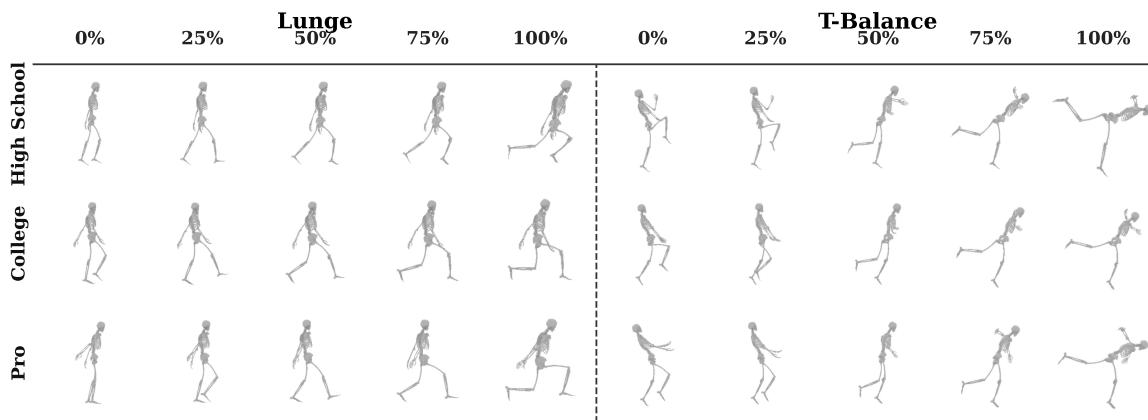 Lunge T-Balance
0% 25% 50% 75% 100% 0% 25% 50% 75% 100%
High School
College
Pro